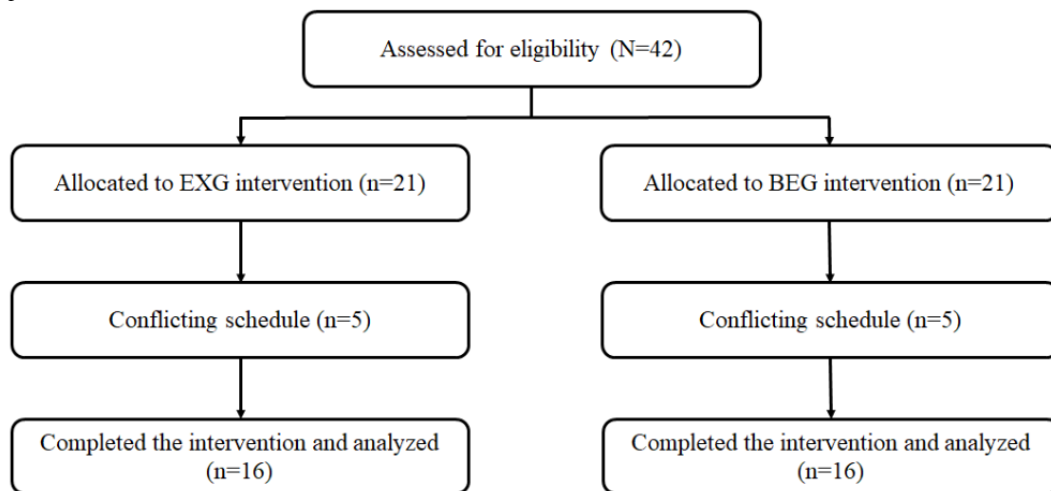 Assessed for eligibility (N=42)
Allocated to EXG intervention (n=21)
Allocated to BEG intervention (n=21)
Conflicting schedule (n=5)
Conflicting schedule (n=5)
Completed the intervention and analyzed
(n=16)
Completed the intervention and analyzed
(n=16)